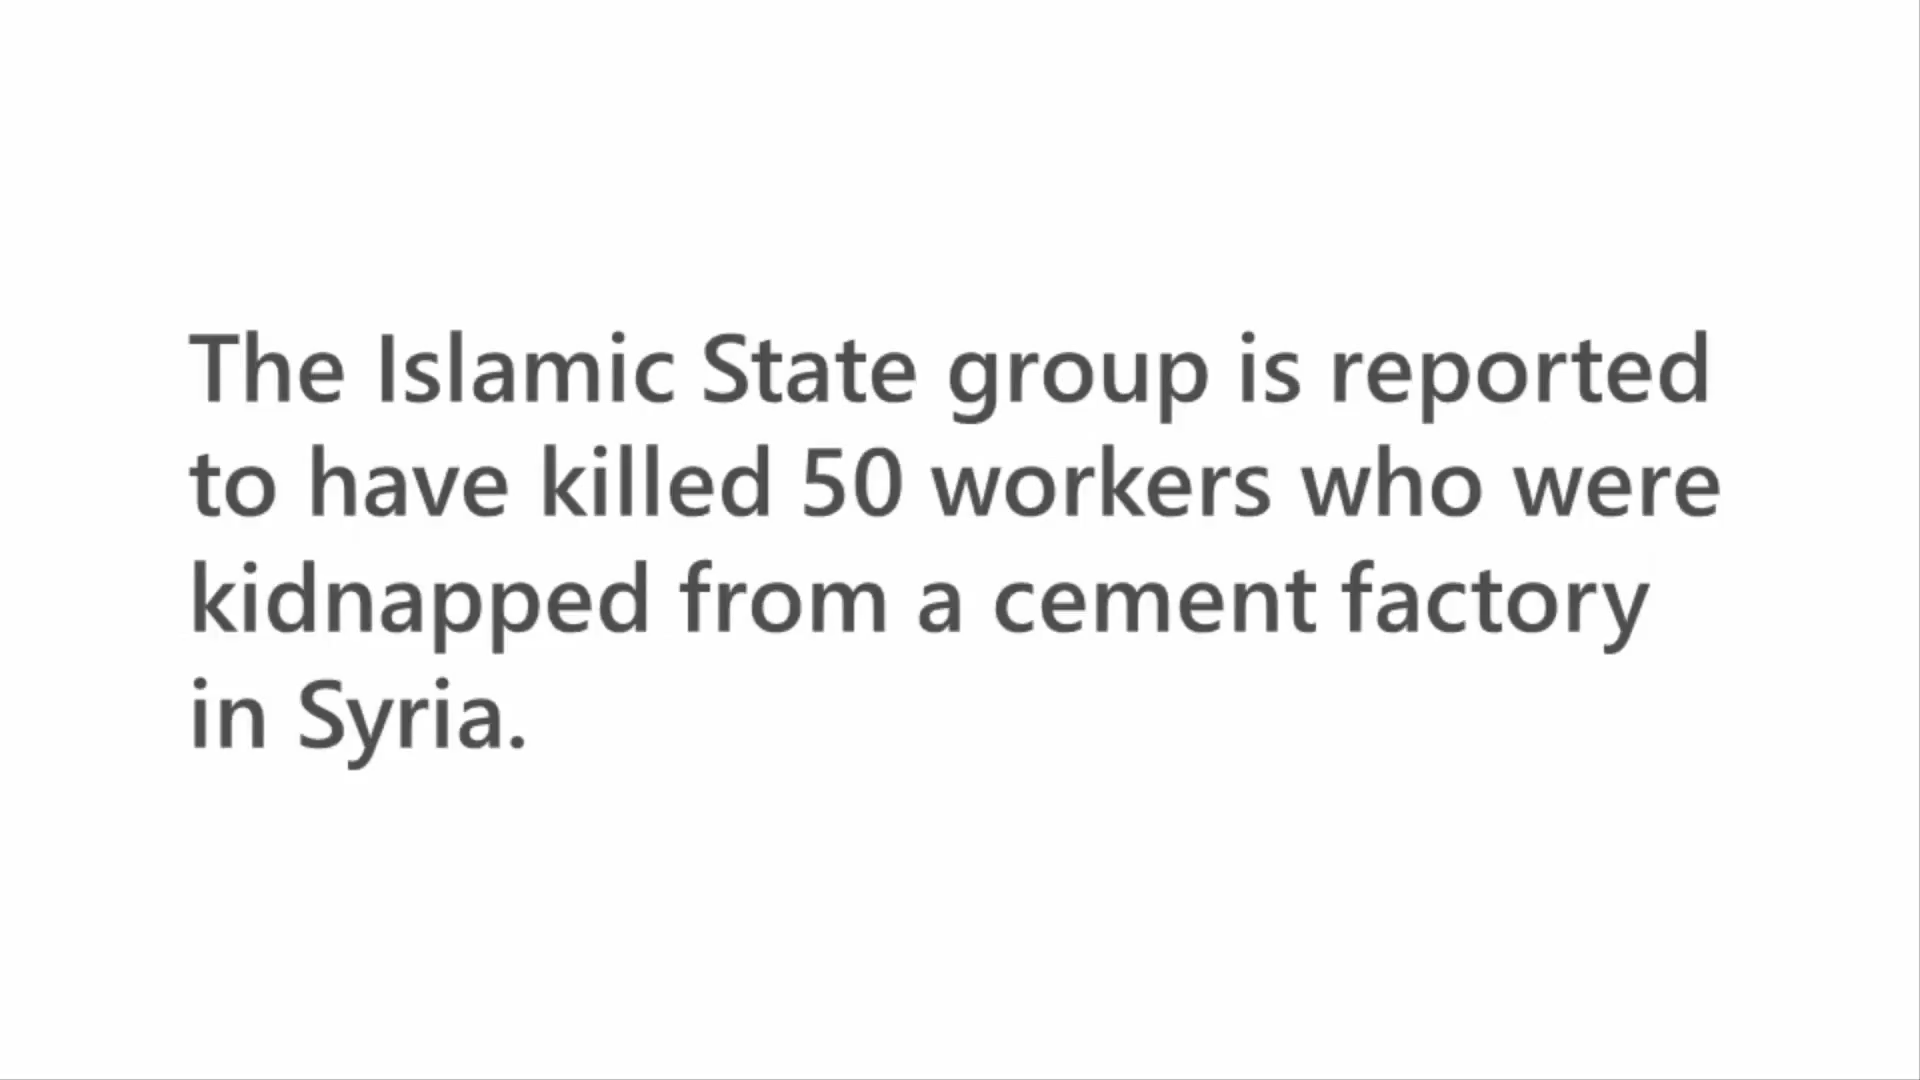 The Islamic State group is reported
to have killed 50 workers who were
kidnapped from a cement factory
in Syria.